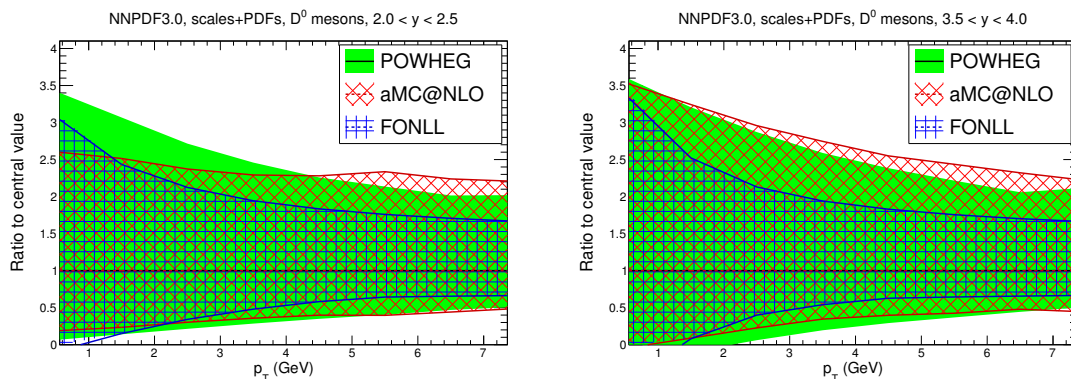 NNPDF3.0, scales+PDFs, D⁰ mesons, 2.0 < y < 2.5
Ratio to central value
4
3.5
3
2.5
2
1.5
1
0.5
0
POWHEG
aMC@NLO
FONLL
1 2 3 4 5 6 7
p_T (GeV)
NNPDF3.0, scales+PDFs, D⁰ mesons, 3.5 < y < 4.0
Ratio to central value
4
3.5
3
2.5
2
1.5
1
0.5
0
POWHEG
aMC@NLO
FONLL
1 2 3 4 5 6 7
p_T (GeV)